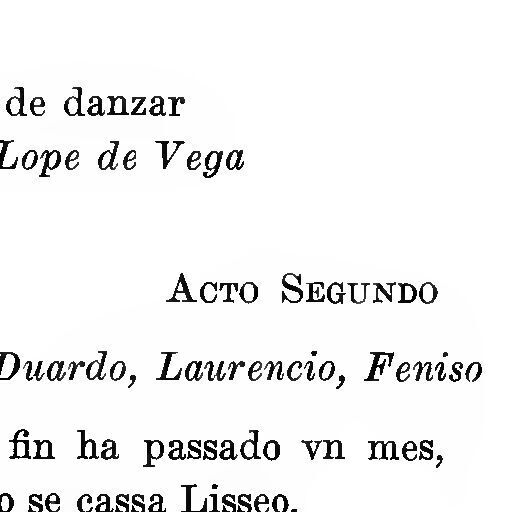 de danzar
Lope de Vega
Acto Segundo
Duardo, Laurencio, Feniso
fin ha passado vn mes,
se cassa Lisseo.